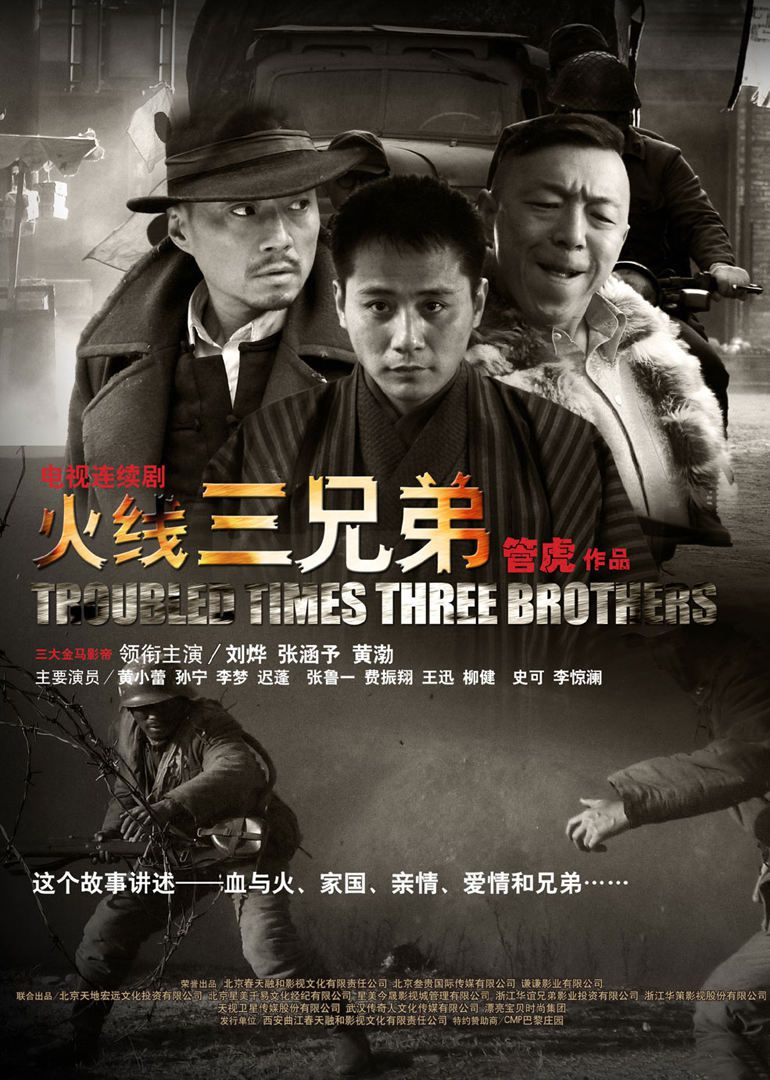 电视连续剧
火线三兄弟 管虎 作品
TROUBLED TIMES THREE BROTHERS
三大金马影帝 领衔主演/刘烨 张涵予 黄渤
主要演员/黄小蕾 孙宁 李梦 迟蓬 张鲁一 费振翔 王迅 柳健 史可 李惊澜
这个故事讲述——血与火、家国、亲情、爱情和兄弟……
荣誉出品/北京春天融和影视文化有限责任公司 北京叁贵国际传媒有限公司 谦谦影业有限公司
联合出品/北京天地宏远文化投资有限公司 北京星美千易文化经纪有限公司 星美今晟影视城管理有限公司 浙江华谊兄弟影业投资有限公司 浙江华策影视股份有限公司
天视卫星传媒股份有限公司 武汉传奇人文化传媒有限公司 漂亮宝贝时尚集团
发行单位/西安曲江春天融和影视文化有限责任公司 特约赞助商/CMP巴黎庄园